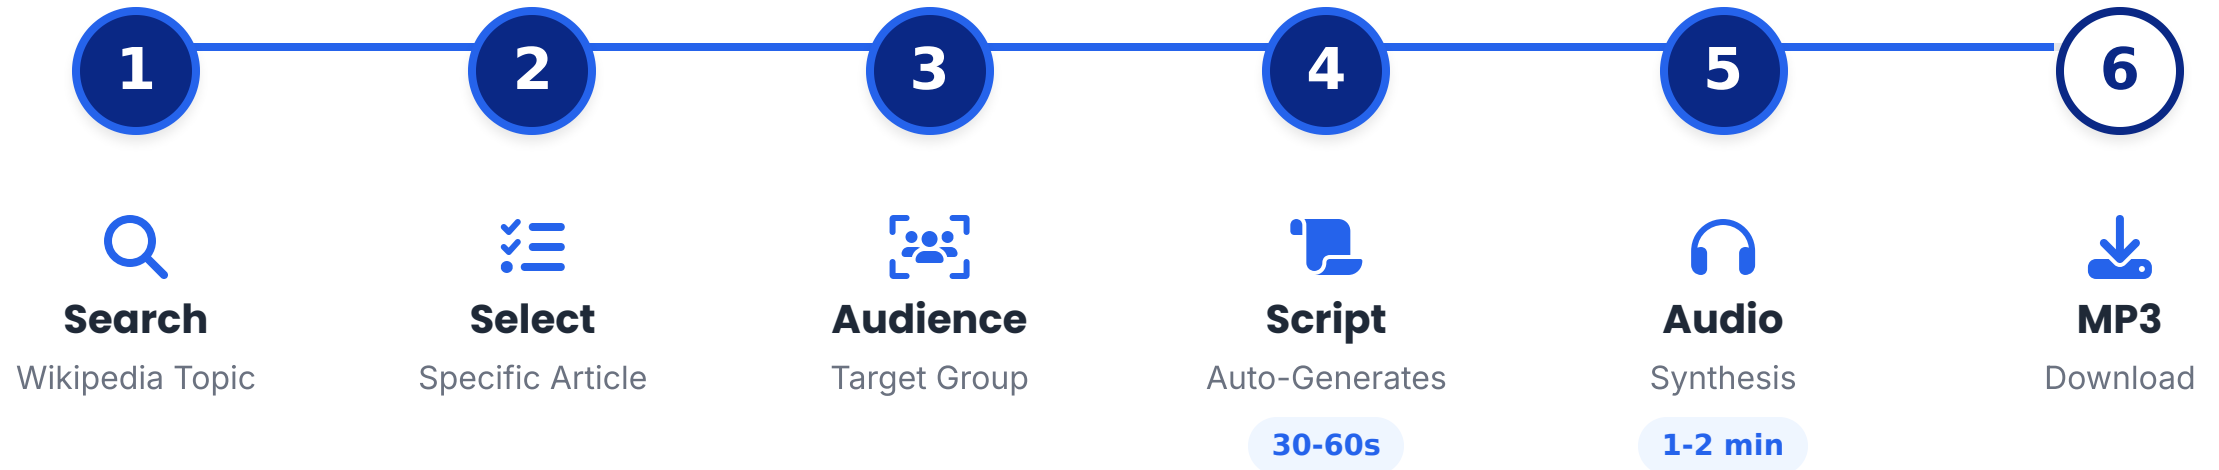 1 2 3 4 5 6
Search Select Audience Script Audio MP3
Wikipedia Topic Specific Article Target Group Auto-Generates Synthesis Download
30-60s 1-2 min